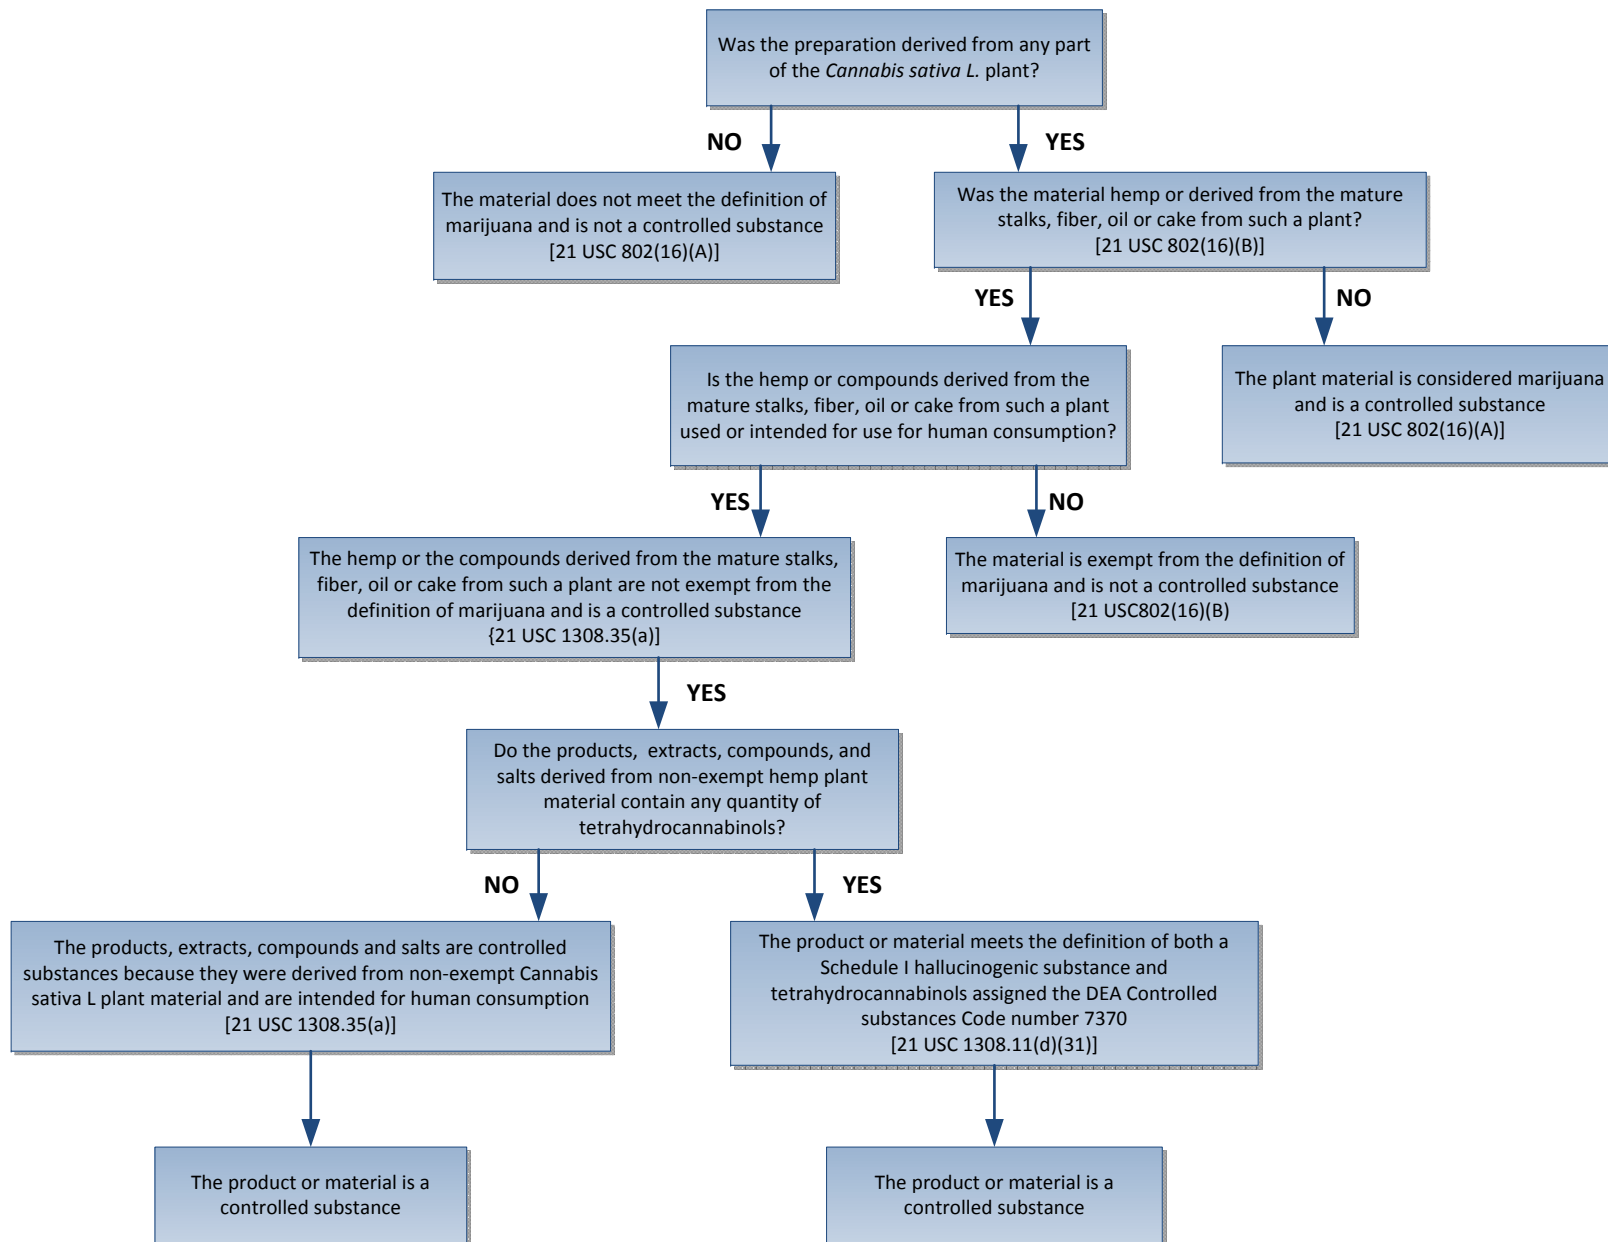 Was the preparation derived from any part
of the Cannabis sativa L. plant?
NO
YES
The material does not meet the definition of
marijuana and is not a controlled substance
[21 USC 802(16)(A)]
Was the material hemp or derived from the mature
stalks, fiber, oil or cake from such a plant?
[21 USC 802(16)(B)]
YES
NO
Is the hemp or compounds derived from the
mature stalks, fiber, oil or cake from such a plant
used or intended for use for human consumption?
The plant material is considered marijuana
and is a controlled substance
[21 USC 802(16)(A)]
YES
NO
The hemp or the compounds derived from the mature stalks,
fiber, oil or cake from such a plant are not exempt from the
definition of marijuana and is a controlled substance
{21 USC 1308.35(a)]
The material is exempt from the definition of
marijuana and is not a controlled substance
[21 USC802(16)(B)
YES
Do the products,  extracts, compounds, and
salts derived from non-exempt hemp plant
material contain any quantity of
tetrahydrocannabinols?
NO
YES
The products, extracts, compounds and salts are controlled
substances because they were derived from non-exempt Cannabis
sativa L plant material and are intended for human consumption
[21 USC 1308.35(a)]
The product or material meets the definition of both a
Schedule I hallucinogenic substance and
tetrahydrocannabinols assigned the DEA Controlled
substances Code number 7370
[21 USC 1308.11(d)(31)]
The product or material is a
controlled substance
The product or material is a
controlled substance